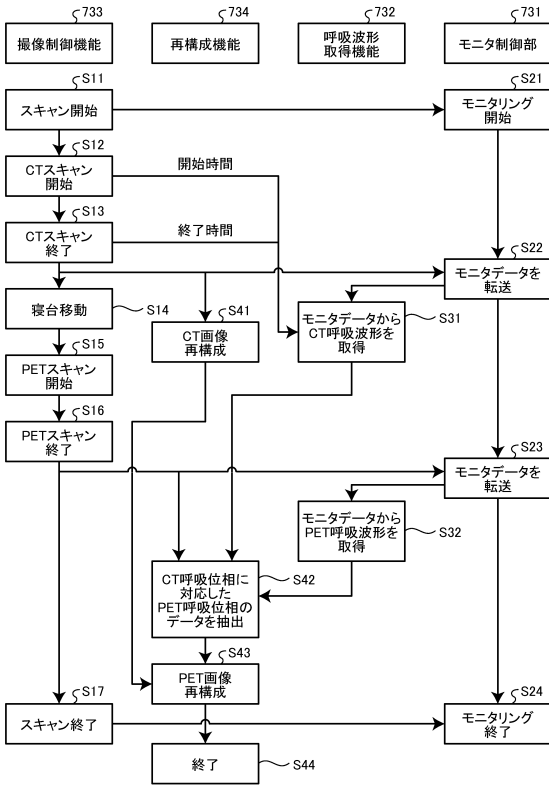 733
734
732
731
撮像制御機能
再構成機能
呼吸波形
取得機能
モニタ制御部
S11
S21
スキャン開始
モニタリング
開始
S12
CTスキャン
開始
開始時間
S13
CTスキャン
終了
終了時間
S22
モニタデータを
転送
寝台移動
S14
S41
CT画像
再構成
モニタデータから
CT呼吸波形を
取得
S31
S15
PETスキャン
開始
S16
PETスキャン
終了
S23
モニタデータを
転送
モニタデータから
PET呼吸波形を
取得
S32
CT呼吸位相に
対応した
PET呼吸位相の
データを抽出
S42
S43
PET画像
再構成
S17
S24
スキャン終了
モニタリング
終了
終了
S44